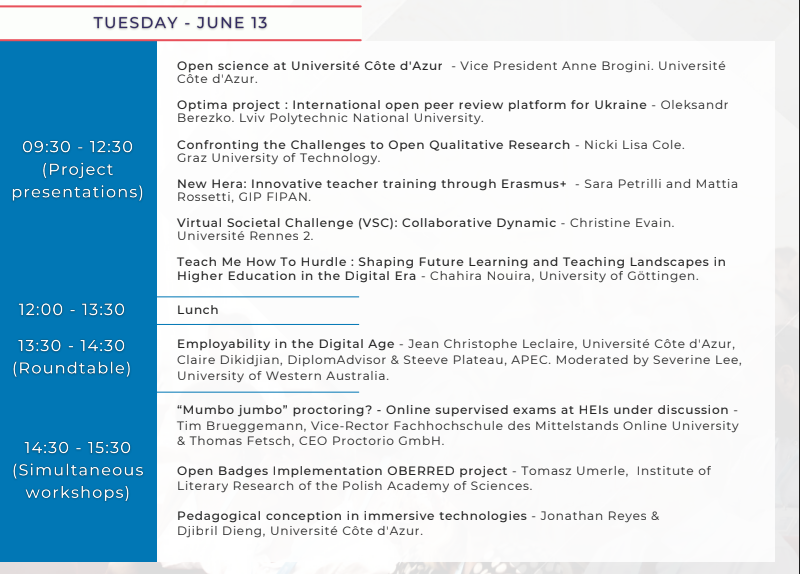 TUESDAY - JUNE 13
09:30 - 12:30
(Project
presentations)
Open science at Université Côte d'Azur - Vice President Anne Brogini. Université
Côte d'Azur.
Optima project : International open peer review platform for Ukraine - Oleksandr
Berezko. Lviv Polytechnic National University.
Confronting the Challenges to Open Qualitative Research - Nicki Lisa Cole.
Graz University of Technology.
New Hera: Innovative teacher training through Erasmus+ - Sara Petrilli and Mattia
Rossetti, GIP FIPAN.
Virtual Societal Challenge (VSC): Collaborative Dynamic - Christine Evain.
Université Rennes 2.
Teach Me How To Hurdle : Shaping Future Learning and Teaching Landscapes in
Higher Education in the Digital Era - Chahira Nouira, University of Göttingen.
12:00 - 13:30
Lunch
13:30 - 14:30
(Roundtable)
Employability in the Digital Age - Jean Christophe Leclaire, Université Côte d'Azur,
Claire Dikidjian, DiplomAdvisor & Steeve Plateau, APEC. Moderated by Severine Lee,
University of Western Australia.
14:30 - 15:30
(Simultaneous
workshops)
“Mumbo jumbo” proctoring? - Online supervised exams at HEIs under discussion -
Tim Brueggemann, Vice-Rector Fachhochschule des Mittelstands Online University
& Thomas Fetsch, CEO Proctorio GmbH.
Open Badges Implementation OBERRED project - Tomasz Umerle, Institute of
Literary Research of the Polish Academy of Sciences.
Pedagogical conception in immersive technologies - Jonathan Reyes &
Djibril Dieng, Université Côte d'Azur.